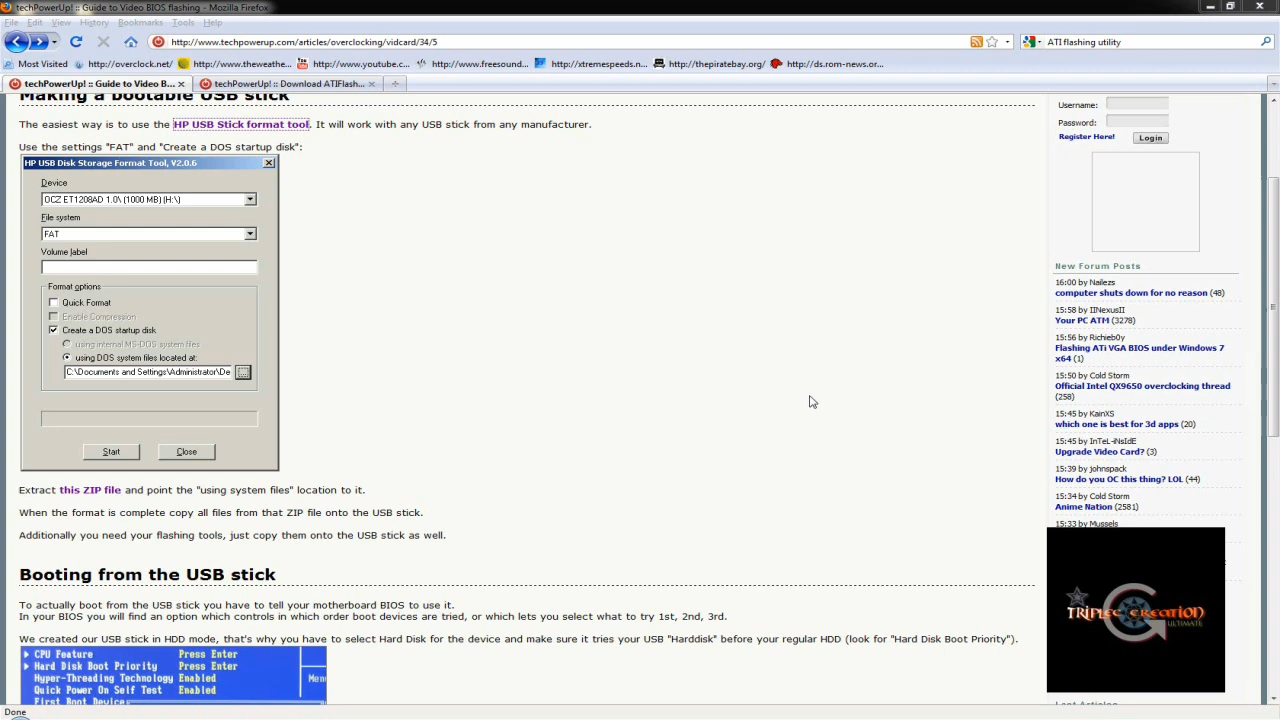 techPowerUp! :: Guide to Video BIOS flashing - Mozilla Firefox
File Edit View History Bookmarks Tools Help
http://www.techpowerup.com/articles/overclocking/vidcard/34/5
ATI flashing utility
Most Visited http://overclock.net/ http://www.theweathe... http://www.youtube.c... http://www.freesound... http://xtremespeeds.n... http://thepiratebay.org/ http://ds.rom-news.or...
techPowerUp! :: Guide to Video B... techPowerUp! :: Download ATIFlash...
Making a bootable USB stick
The easiest way is to use the HP USB Stick format tool. It will work with any USB stick from any manufacturer.
Use the settings "FAT" and "Create a DOS startup disk":
HP USB Disk Storage Format Tool, V2.0.6
Device
OCZ ET1208AD 1.0\ (1000 MB) (H:\)
File system
FAT
Volume label
Format options
Quick Format
Enable Compression
Create a DOS startup disk
using internal MS-DOS system files
using DOS system files located at:
C:\Documents and Settings\Administrator\De
...
Start Close
Extract this ZIP file and point the "using system files" location to it.
When the format is complete copy all files from that ZIP file onto the USB stick.
Additionally you need your flashing tools, just copy them onto the USB stick as well.
Booting from the USB stick
To actually boot from the USB stick you have to tell your motherboard BIOS to use it.
In your BIOS you will find an option which controls in which order boot devices are tried, or which lets you select what to try 1st, 2nd, 3rd.
We created our USB stick in HDD mode, that's why you have to select Hard Disk for the device and make sure it tries your USB "Harddisk" before your regular HDD (look for "Hard Disk Boot Priority").
CPU Feature Press Enter
Hard Disk Boot Priority Press Enter
Hyper-Threading Technology Enabled Menu
Quick Power On Self Test Enabled
First Boot Device
Username:
Password:
Register Here! Login
New Forum Posts
16:00 by Nailezs
computer shuts down for no reason (48)
15:58 by IINexusII
Your PC ATM (3278)
15:56 by Richieb0y
Flashing ATi VGA BIOS under Windows 7
x64 (1)
15:50 by Cold Storm
Official Intel QX9650 overclocking thread
(258)
15:45 by KainXS
which one is best for 3d apps (20)
15:45 by InTeL-iNsIdE
Upgrade Video Card? (3)
15:39 by johnspack
How do you OC this thing? LOL (44)
15:34 by Cold Storm
Anime Nation (2581)
15:33 by Mussels
TRIPLEC CREATION
ULTIMATE
Last Articles
Done